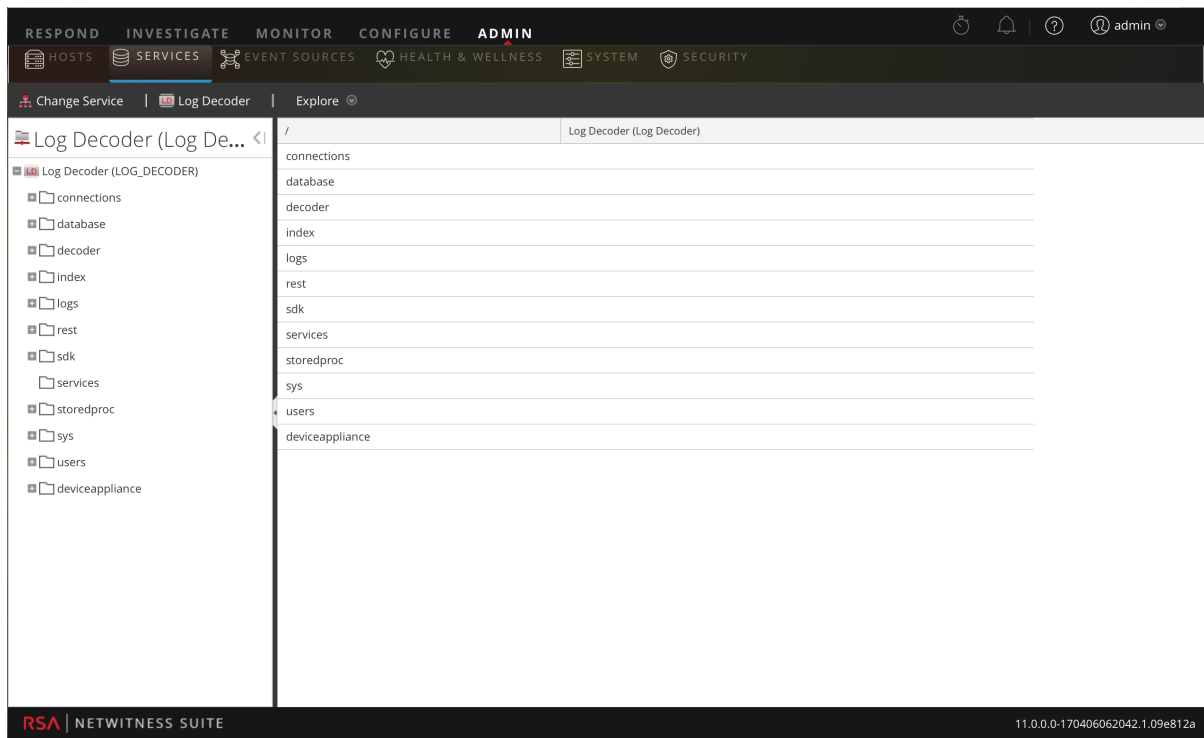 RESPOND INVESTIGATE MONITOR CONFIGURE ADMIN admin
HOSTS SERVICES EVENT SOURCES HEALTH & WELLNESS SYSTEM SECURITY
Change Service | LD Log Decoder | Explore
Log Decoder (Log De...
/ Log Decoder (Log Decoder)
LD Log Decoder (LOG_DECODER)
connections
database
decoder
index
logs
rest
sdk
services
storedproc
sys
users
deviceappliance
connections
database
decoder
index
logs
rest
sdk
services
storedproc
sys
users
deviceappliance
RSA | NETWITNESS SUITE 11.0.0.0-170406062042.1.09e812a